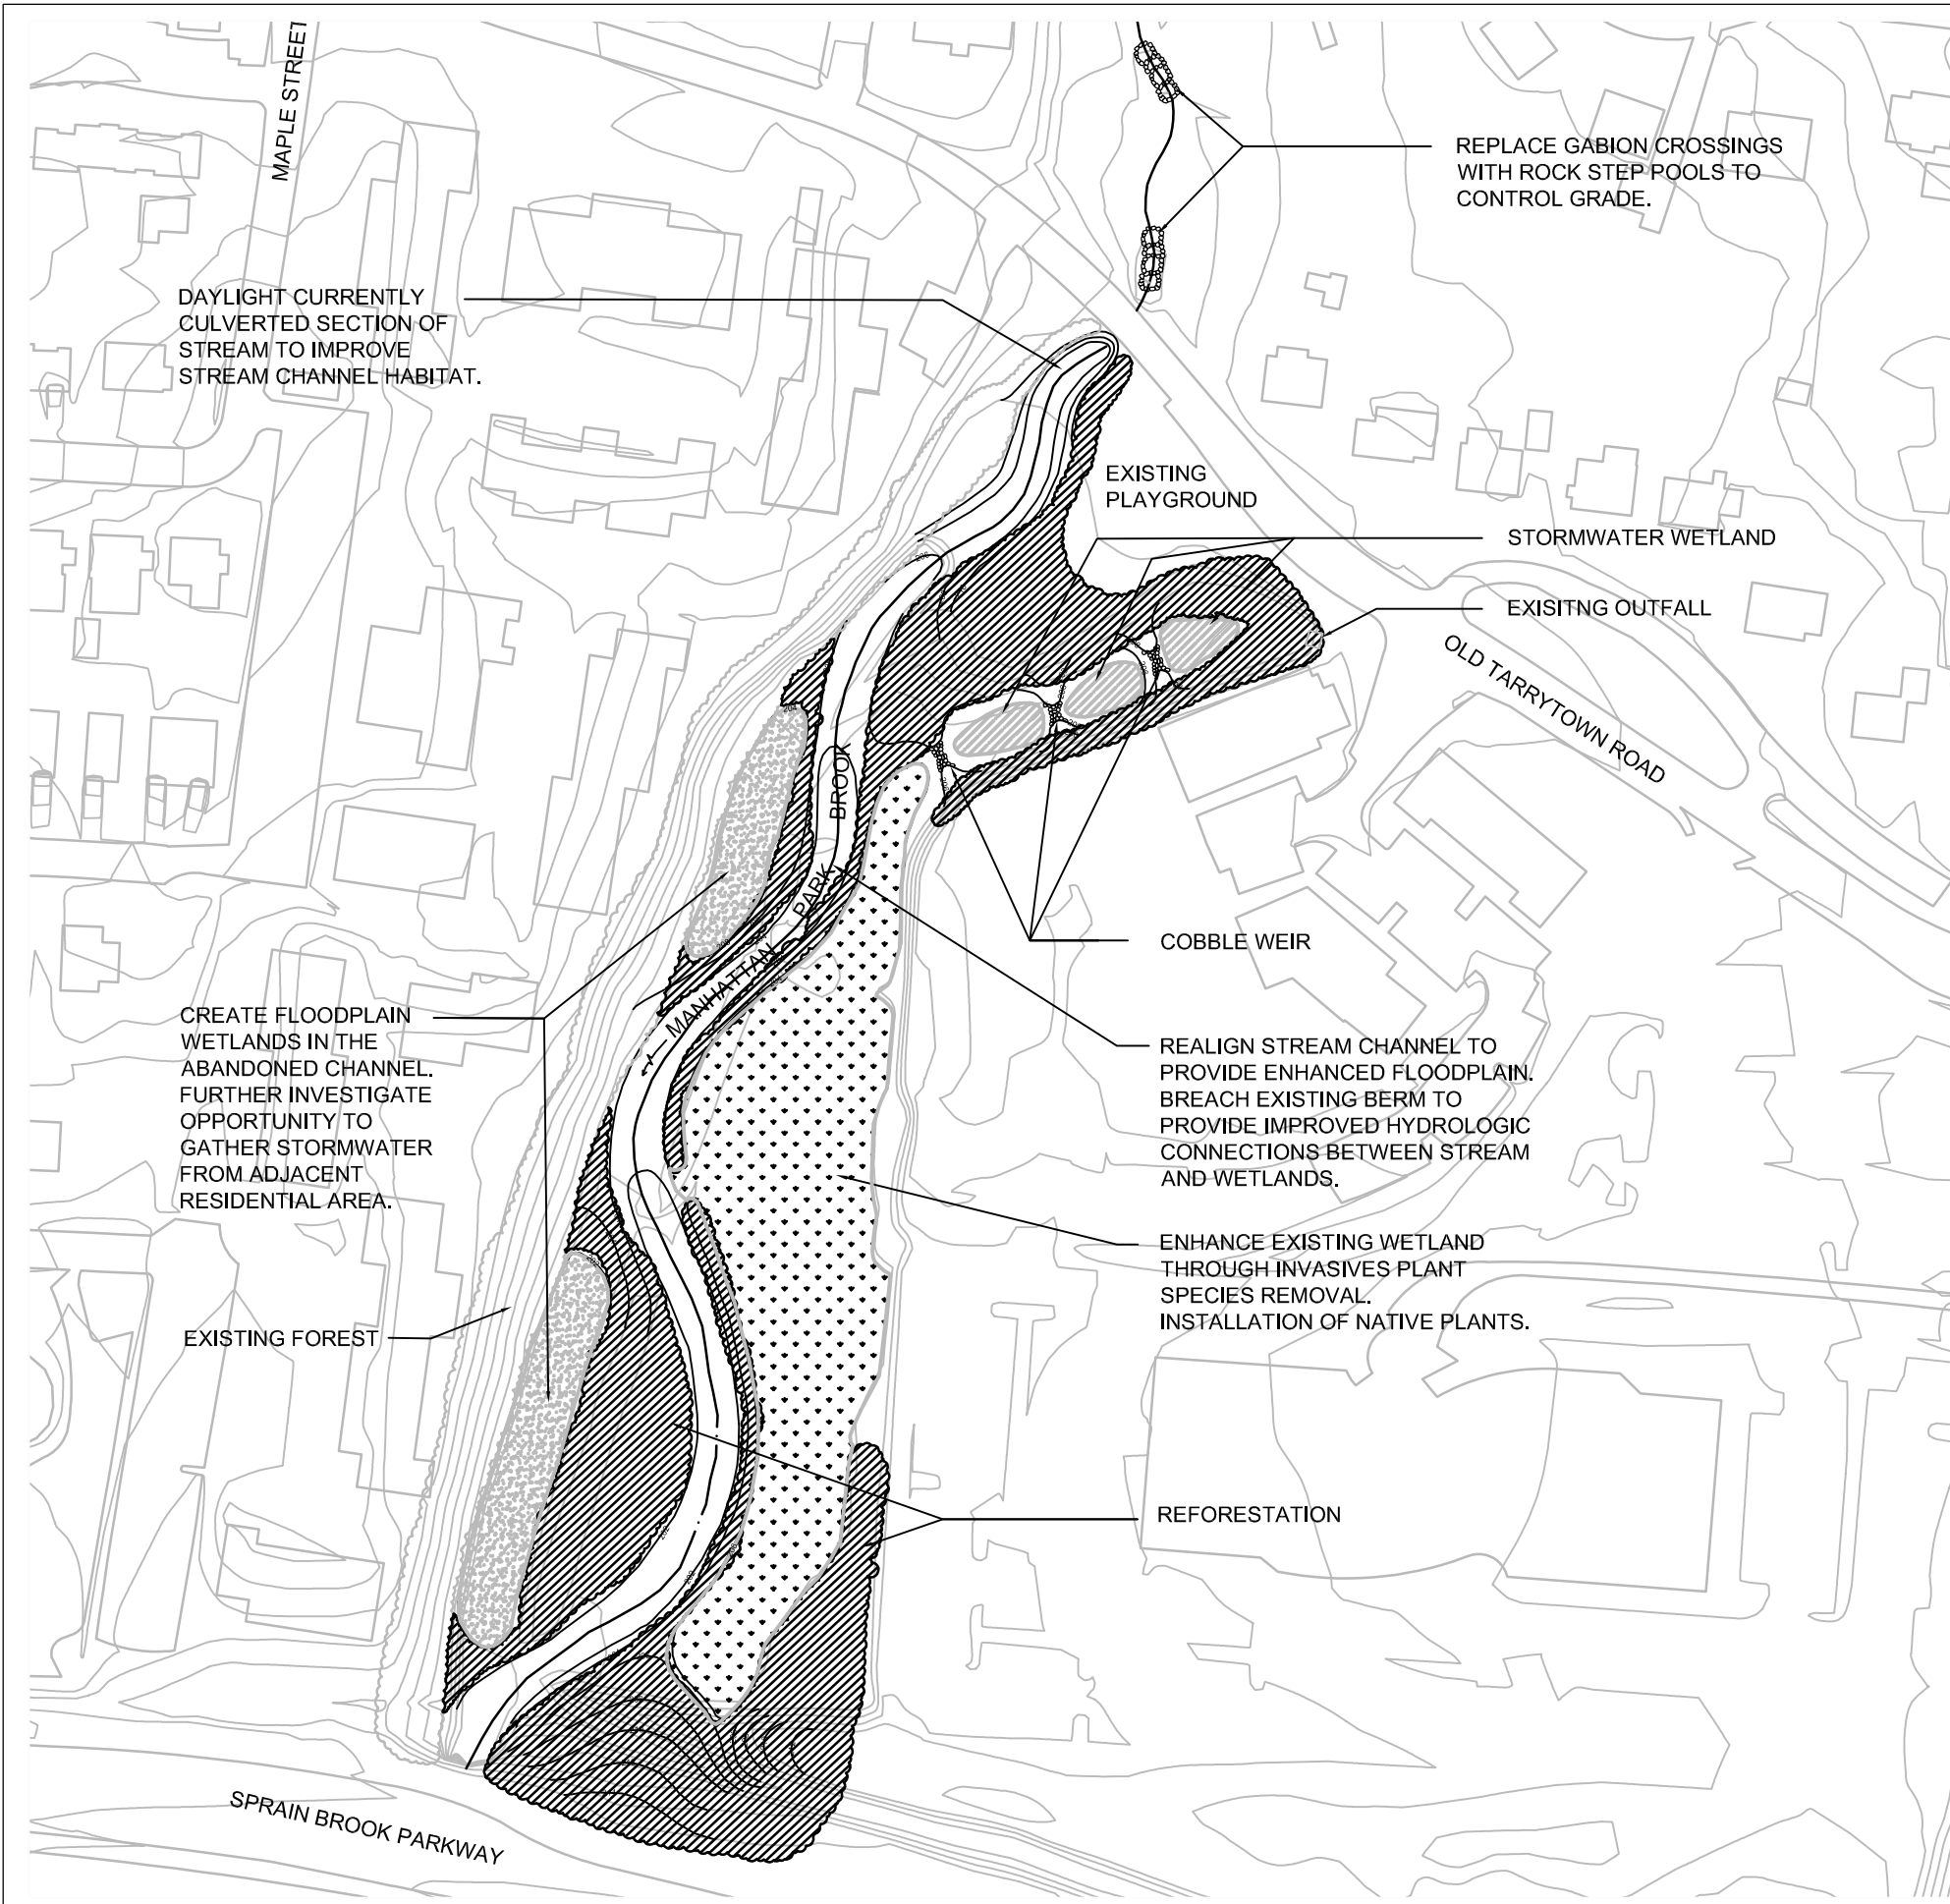 MAPLE STREET
REPLACE GABION CROSSINGS
WITH ROCK STEP POOLS TO
CONTROL GRADE.
DAYLIGHT CURRENTLY
CULVERTED SECTION OF
STREAM TO IMPROVE
STREAM CHANNEL HABITAT.
EXISTING
PLAYGROUND
STORMWATER WETLAND
EXISITNG OUTFALL
OLD TARRYTOWN ROAD
MANHATTAN PARK BROOK
COBBLE WEIR
CREATE FLOODPLAIN
WETLANDS IN THE
ABANDONED CHANNEL.
FURTHER INVESTIGATE
OPPORTUNITY TO
GATHER STORMWATER
FROM ADJACENT
RESIDENTIAL AREA.
REALIGN STREAM CHANNEL TO
PROVIDE ENHANCED FLOODPLAIN.
BREACH EXISTING BERM TO
PROVIDE IMPROVED HYDROLOGIC
CONNECTIONS BETWEEN STREAM
AND WETLANDS.
ENHANCE EXISTING WETLAND
THROUGH INVASIVES PLANT
SPECIES REMOVAL.
INSTALLATION OF NATIVE PLANTS.
EXISTING FOREST
REFORESTATION
SPRAIN BROOK PARKWAY